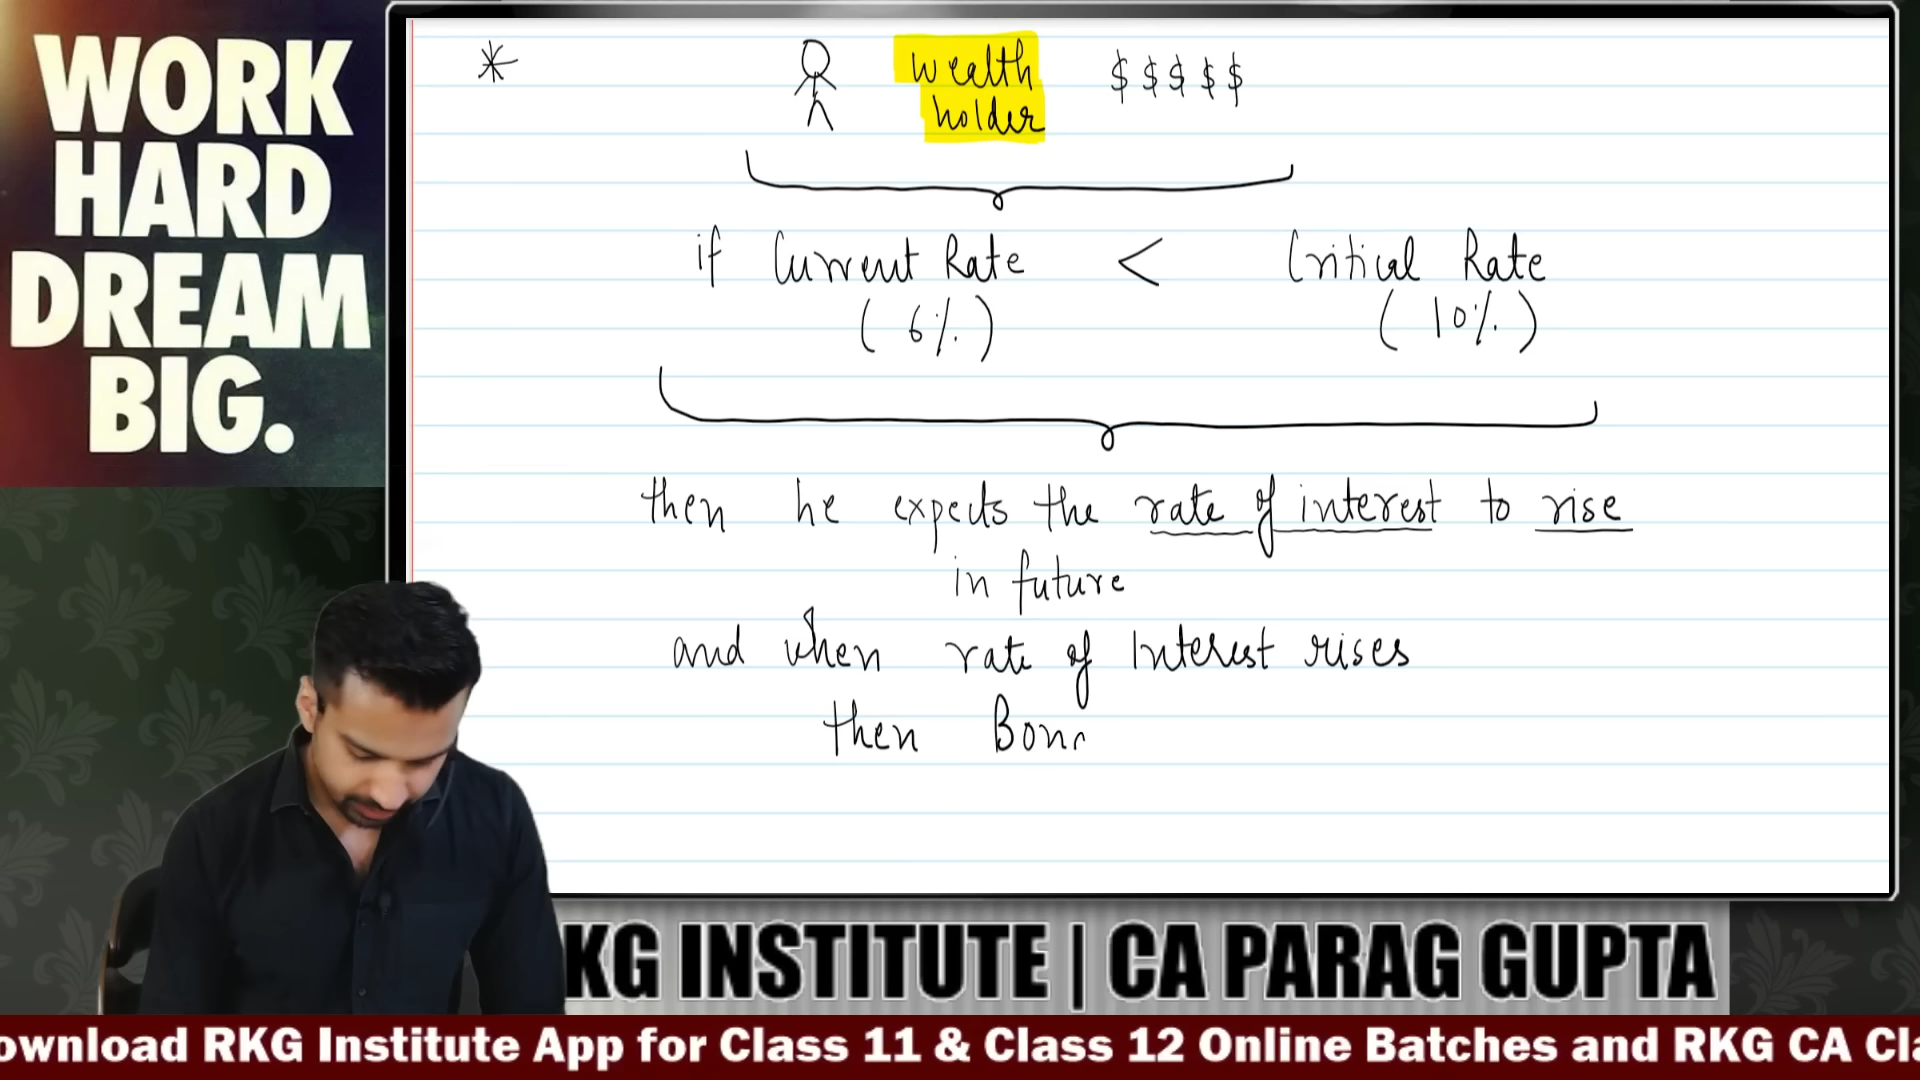 WORK
HARD
DREAM
BIG.
* wealth $ $ $ $ $
holder
if Current Rate < Critical Rate
(6%.) (10%.)
then he expects the rate of interest to rise
in future
and when rate of Interest rises
then Bon
KG INSTITUTE | CA PARAG GUPTA
ownload RKG Institute App for Class 11 & Class 12 Online Batches and RKG CA Cla